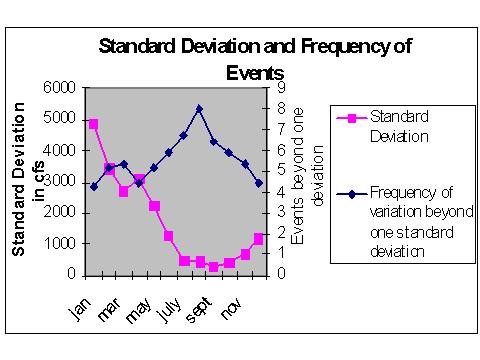 Standard Deviation and Frequency of
Events
Standard Deviation
in cfs
6000
5000
4000
3000
2000
1000
0
9
8
7
6
5
4
3
2
1
0
Events beyond one
deviation
jan
mar
may
july
sept
nov
Standard
Deviation
Frequency of
variation beyond
one standard
deviation